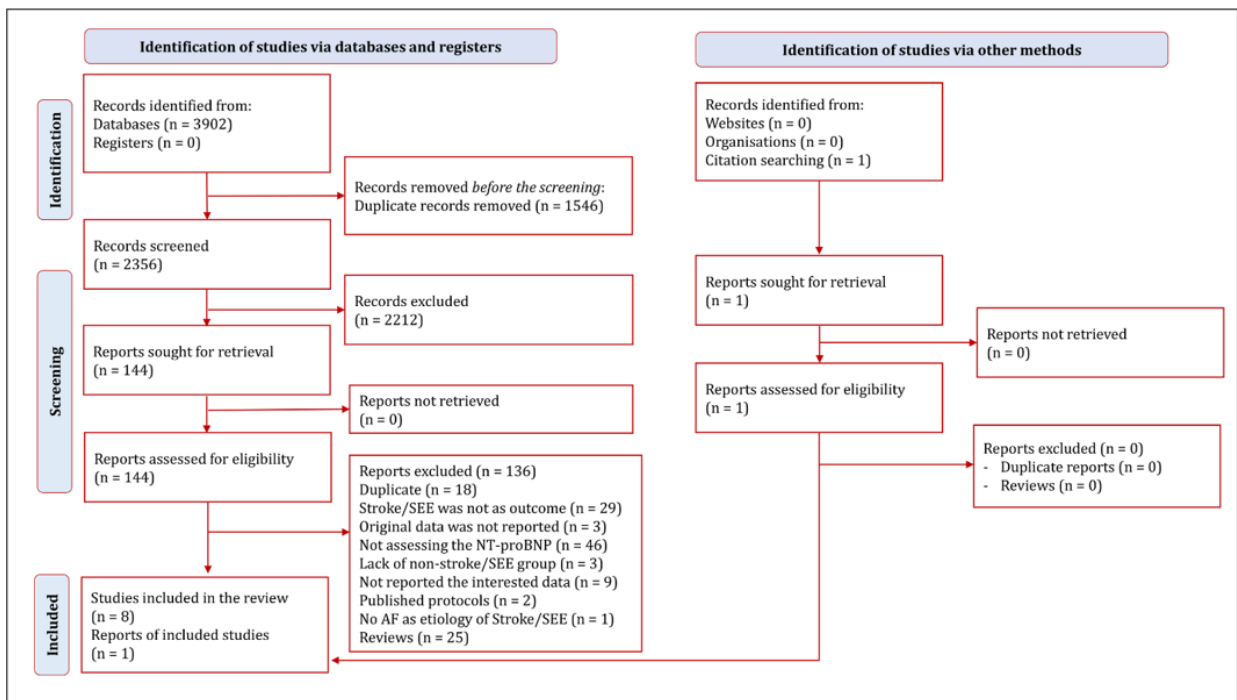 Identification of studies via databases and registers
Identification of studies via other methods
Identification
Records identified from:
Databases (n = 3902)
Registers (n = 0)
Records removed before the screening:
Duplicate records removed (n = 1546)
Records identified from:
Websites (n = 0)
Organisations (n = 0)
Citation searching (n = 1)
Screening
Records screened
(n = 2356)
Records excluded
(n = 2212)
Reports sought for retrieval
(n = 144)
Reports not retrieved
(n = 0)
Reports assessed for eligibility
(n = 144)
Reports excluded (n = 136)
Duplicate (n = 18)
Stroke/SEE was not as outcome (n = 29)
Original data was not reported (n = 3)
Not assessing the NT-proBNP (n = 46)
Lack of non-stroke/SEE group (n = 3)
Not reported the interested data (n = 9)
Published protocols (n = 2)
No AF as etiology of Stroke/SEE (n = 1)
Reviews (n = 25)
Reports sought for retrieval
(n = 1)
Reports not retrieved
(n = 0)
Reports assessed for eligibility
(n = 1)
Reports excluded (n = 0)
- Duplicate reports (n = 0)
- Reviews (n = 0)
Included
Studies included in the review
(n = 8)
Reports of included studies
(n = 1)